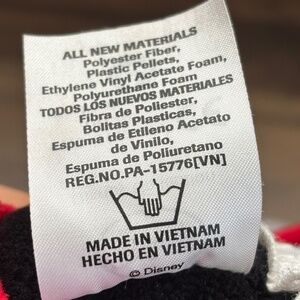 ALL NEW MATERIALS
Polyester Fiber,
Plastic Pellets,
Ethylene Vinyl Acetate Foam,
Polyurethane Foam
TODOS LOS NUEVOS MATERIALES
Fibra de Poliester,
Bolitas Plasticas,
Espuma de Etileno Acetato
de Vinilo,
Espuma de Poliuretano
REG.NO.PA-15776[VN]
MADE IN VIETNAM
HECHO EN VIETNAM
© Disney